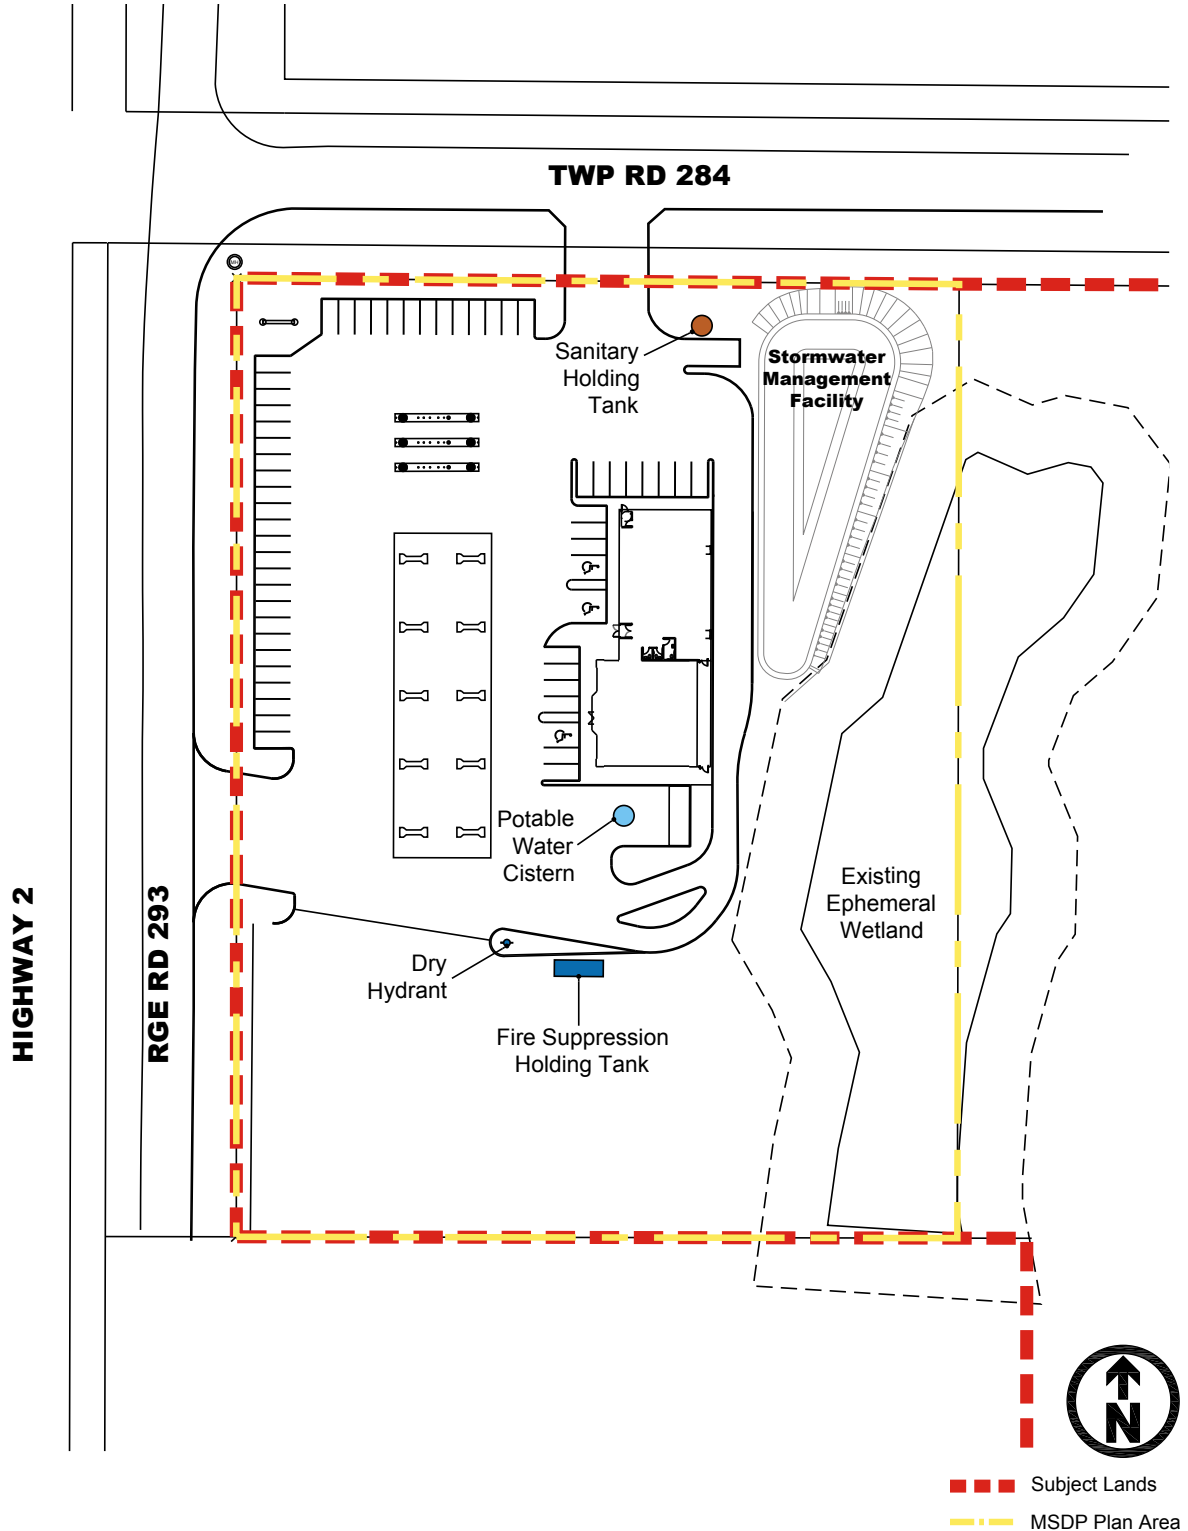 TWP RD 284
Sanitary
Holding
Tank
Stormwater
Management
Facility
Potable
Water
Cistern
Existing
Ephemeral
Wetland
HIGHWAY 2
RGE RD 293
Dry
Hydrant
Fire Suppression
Holding Tank
N
Subject Lands
MSDP Plan Area